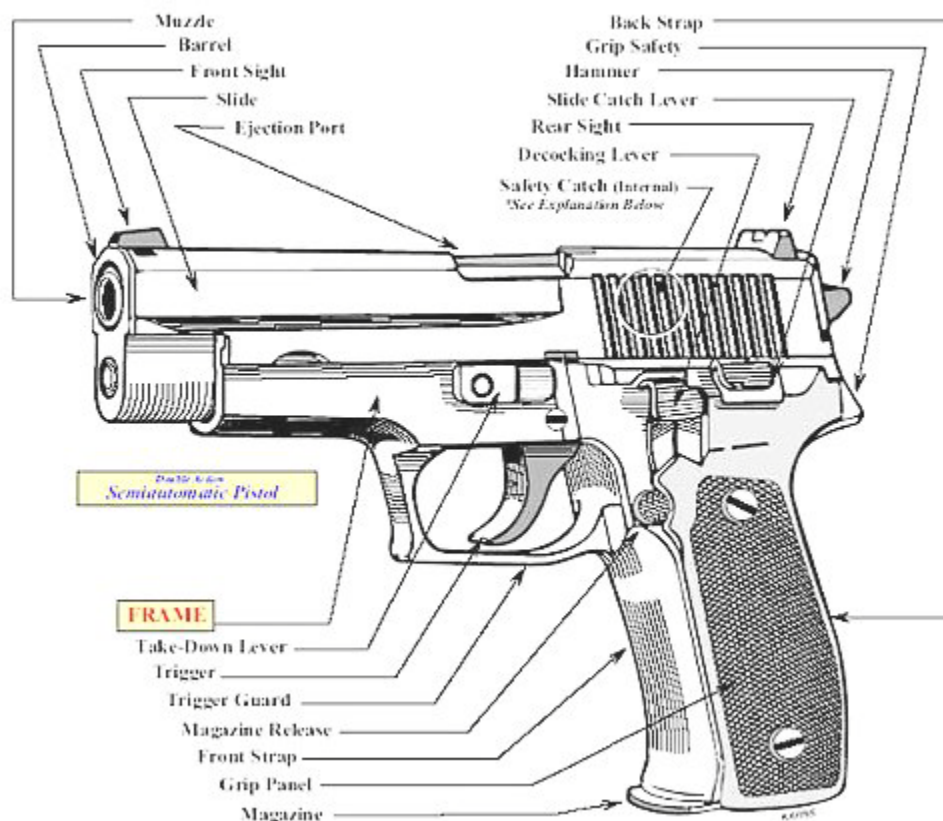 Muzzle
Barrel
Front Sight
Slide
Ejection Port
Back Strap
Grip Safety
Hammer
Slide Catch Lever
Rear Sight
Decocking Lever
Safety Catch (Internal)
*See Explanation Below
Double Action
Semiautomatic Pistol
FRAME
Take-Down Lever
Trigger
Trigger Guard
Magazine Release
Front Strap
Grip Panel
Magazine